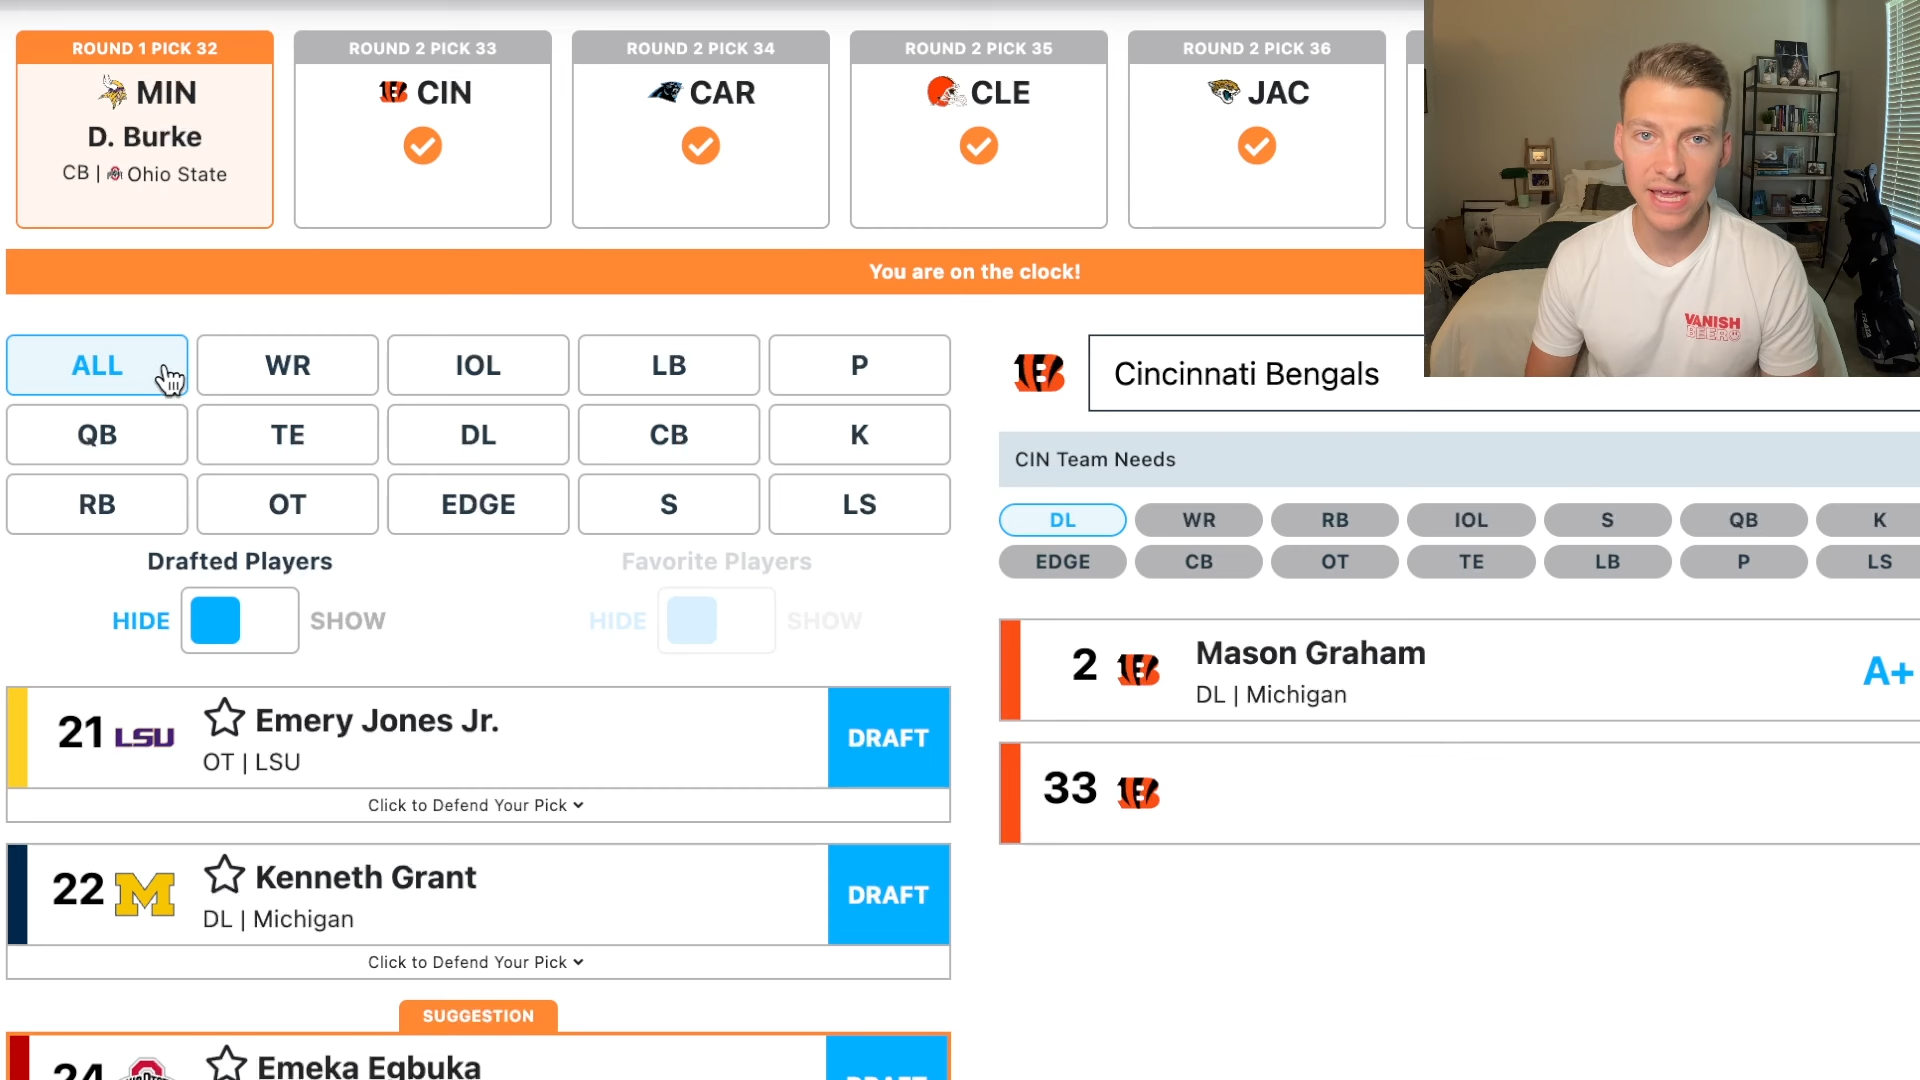 ROUND 1 PICK 32
MIN
D. Burke
CB | Ohio State
ROUND 2 PICK 33
CIN
ROUND 2 PICK 34
CAR
ROUND 2 PICK 35
CLE
ROUND 2 PICK 36
JAC
You are on the clock!
VANISH
BEER
ALL WR IOL LB P
QB TE DL CB K
RB OT EDGE S LS
Drafted Players
HIDE SHOW
Favorite Players
HIDE SHOW
21 LSU Emery Jones Jr.
OT | LSU
DRAFT
Click to Defend Your Pick
22 M Kenneth Grant
DL | Michigan
DRAFT
Click to Defend Your Pick
SUGGESTION
24 Emeka Egbuka
DRAFT
Cincinnati Bengals
CIN Team Needs
DL WR RB IOL S QB K
EDGE CB OT TE LB P LS
2 B Mason Graham
DL | Michigan
A+
33 B